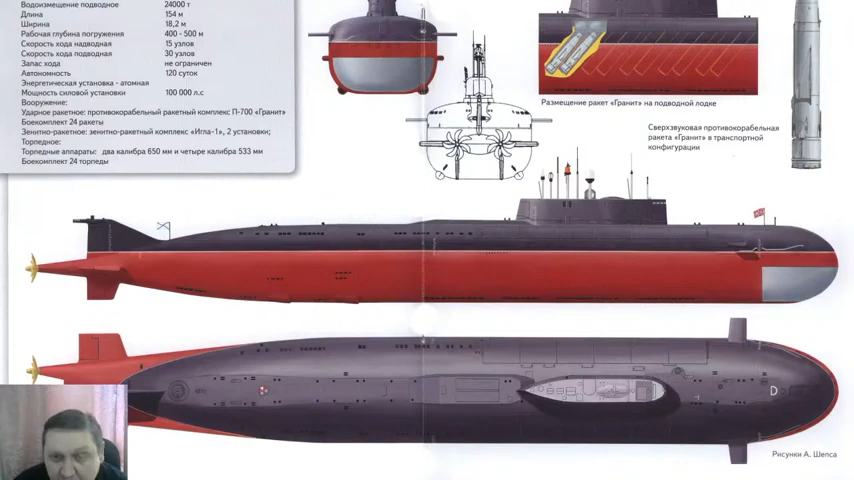 Водоизмещение подводное 24000 т
Длина 154 м
Ширина 18,2 м
Рабочая глубина погружения 400 - 500 м
Скорость хода надводная 15 узлов
Скорость хода подводная 30 узлов
Запас хода не ограничен
Автономность 120 суток
Энергетическая установка - атомная
Мощность силовой установки 100 000 л.с
Вооружение:
Ударное ракетное: противокорабельный ракетный комплекс П-700 «Гранит»
Боекомплект 24 ракеты
Зенитно-ракетное: зенитно-ракетный комплекс «Игла-1», 2 установки;
Торпедное:
Торпедные аппараты: два калибра 650 мм и четыре калибра 533 мм
Боекомплект 24 торпеды
Размещение ракет «Гранит» на подводной лодке
Сверхзвуковая противокорабельная
ракета «Гранит» в транспортной
конфигурации
D
Рисунки А. Шепса